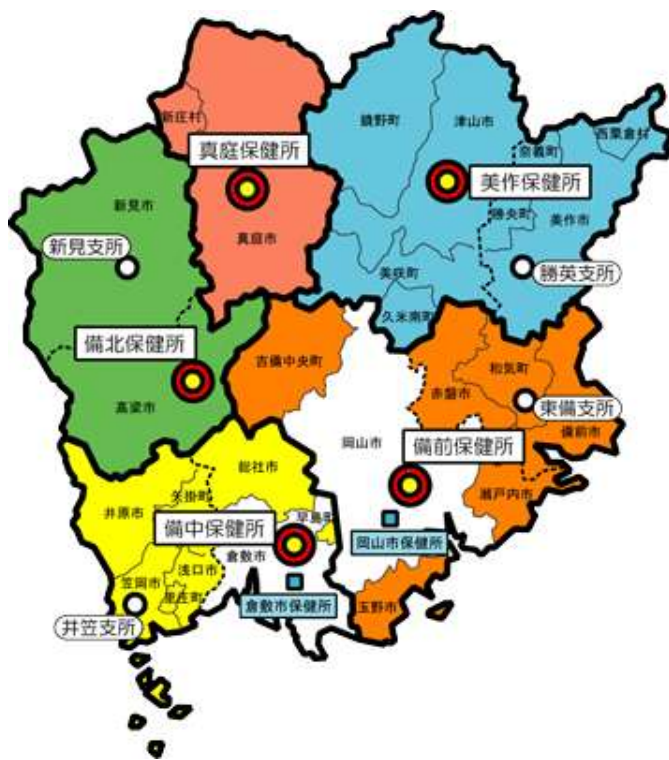 新庄村
真庭保健所
真庭市
鏡野町
津山市
奈義町
西粟倉村
美作保健所
勝央町
美作市
美咲町
勝英支所
久米南町
新見市
新見支所
備北保健所
高梁市
吉備中央町
和気町
赤磐市
東備支所
備前市
岡山市
備前保健所
瀬戸内市
岡山市保健所
玉野市
総社市
井原市
矢掛町
早島町
備中保健所
倉敷市
浅口市
笠岡市
里庄町
倉敷市保健所
井笠支所